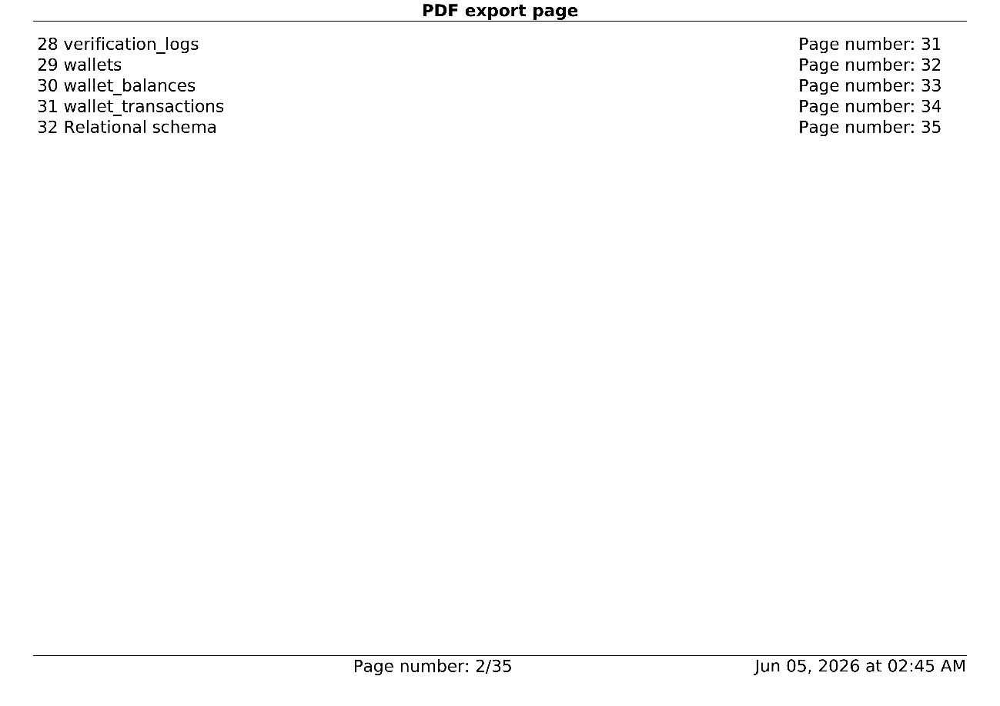 PDF export page
28 verification_logs Page number: 31
29 wallets Page number: 32
30 wallet_balances Page number: 33
31 wallet_transactions Page number: 34
32 Relational schema Page number: 35
Page number: 2/35 Jun 05, 2026 at 02:45 AM